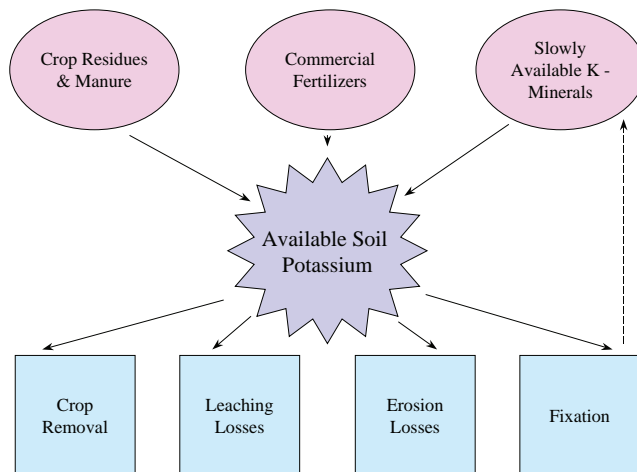 Crop Residues
& Manure
Commercial
Fertilizers
Slowly
Available K -
Minerals
Available Soil
Potassium
Crop
Removal
Leaching
Losses
Erosion
Losses
Fixation